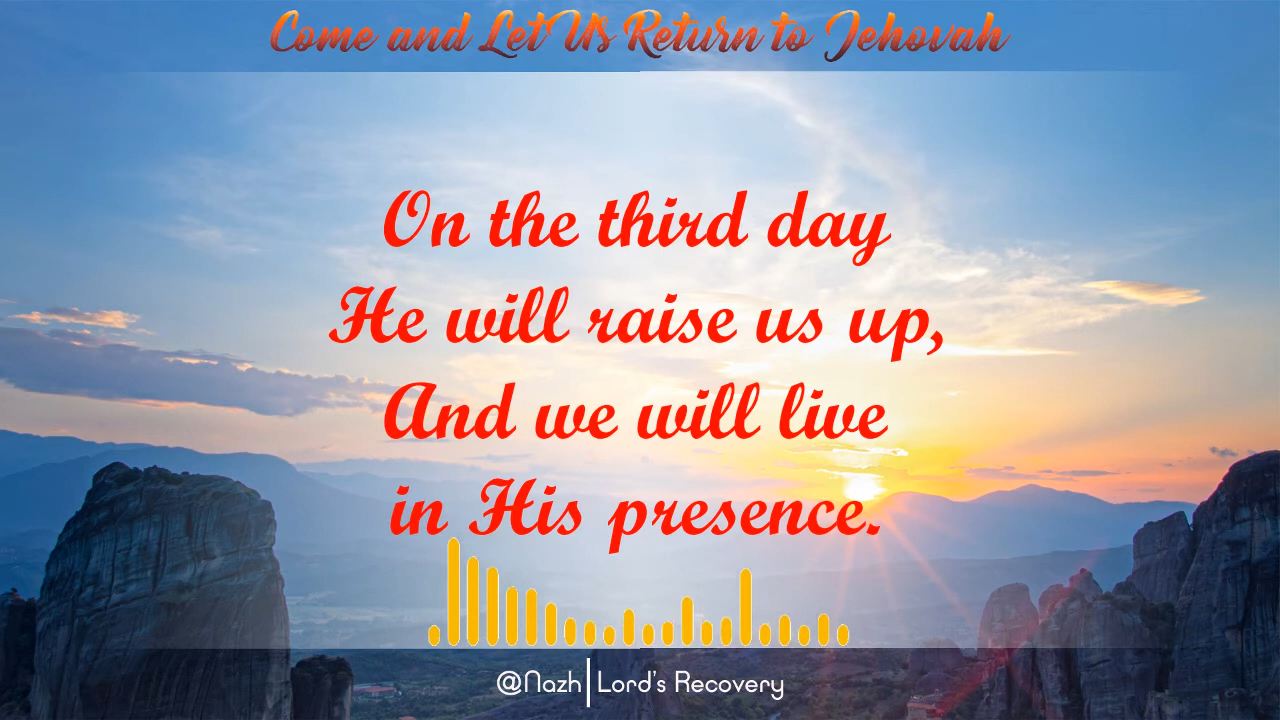 Come and Let Us Return to Jehovah
On the third day
He will raise us up,
And we will live
in His presence.
@Nazh|Lord's Recovery